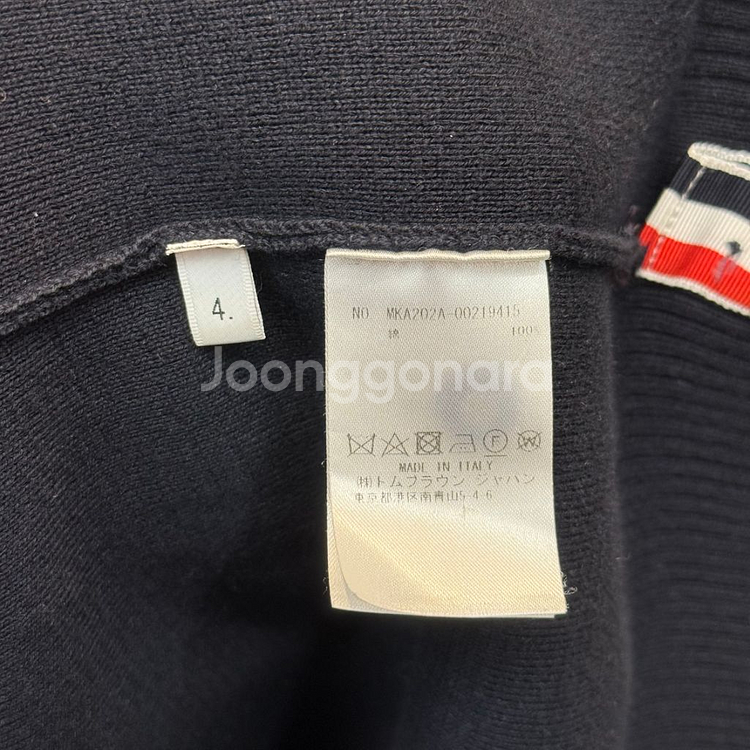 4.
NO MKA202A-00219415
綿 100%
Joonggonara
MADE IN ITALY
(株)トムブラウン ジャパン
東京都港区南青山5-4-6